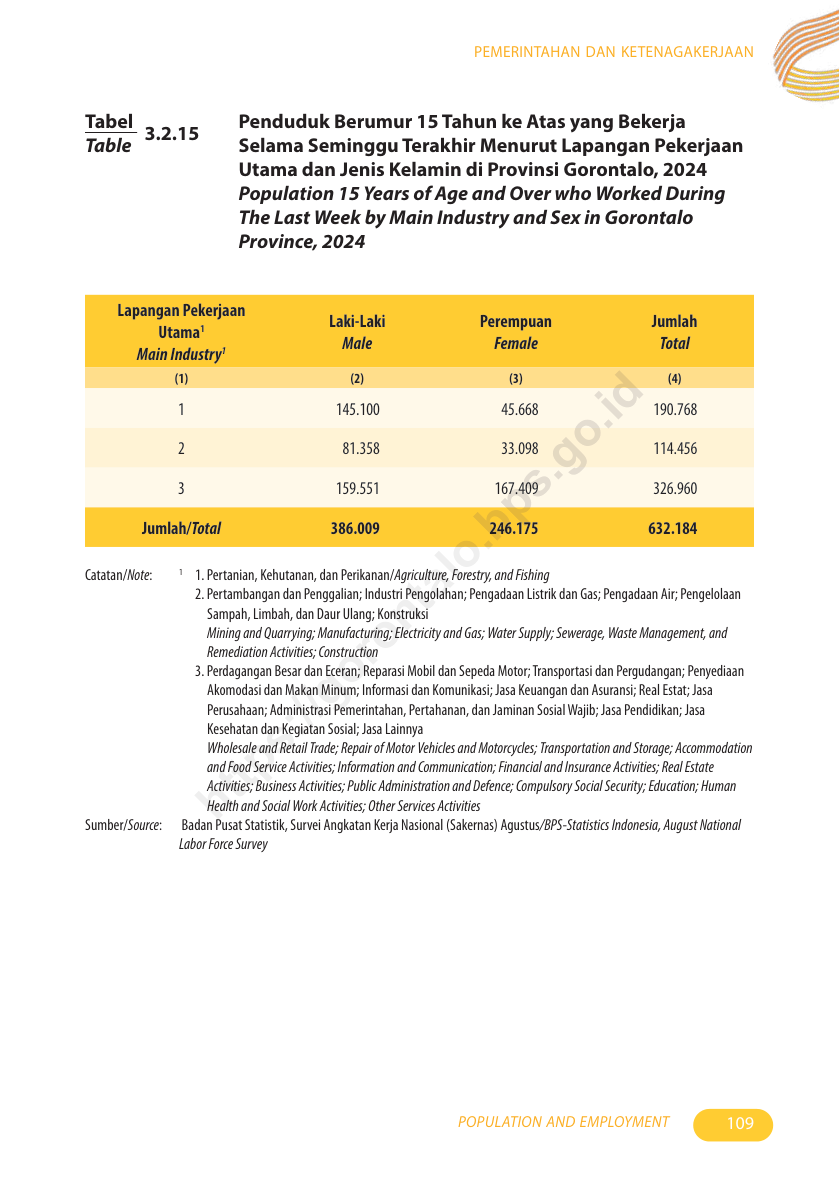 PEMERINTAHAN DAN KETENAGAKERJAAN
Tabel
Table
3.2.15
Penduduk Berumur 15 Tahun ke Atas yang Bekerja
Selama Seminggu Terakhir Menurut Lapangan Pekerjaan
Utama dan Jenis Kelamin di Provinsi Gorontalo, 2024
Population 15 Years of Age and Over who Worked During
The Last Week by Main Industry and Sex in Gorontalo
Province, 2024
Lapangan Pekerjaan
Utama¹
Main Industry¹
Laki-Laki
Male
Perempuan
Female
Jumlah
Total
(1) (2) (3) (4)
1 145.100 45.668 190.768
2 81.358 33.098 114.456
3 159.551 167.409 326.960
Jumlah/Total 386.009 246.175 632.184
Catatan/Note: ¹ 1. Pertanian, Kehutanan, dan Perikanan/Agriculture, Forestry, and Fishing
2. Pertambangan dan Penggalian; Industri Pengolahan; Pengadaan Listrik dan Gas; Pengadaan Air; Pengelolaan
Sampah, Limbah, dan Daur Ulang; Konstruksi
Mining and Quarrying; Manufacturing; Electricity and Gas; Water Supply; Sewerage, Waste Management, and
Remediation Activities; Construction
3. Perdagangan Besar dan Eceran; Reparasi Mobil dan Sepeda Motor; Transportasi dan Pergudangan; Penyediaan
Akomodasi dan Makan Minum; Informasi dan Komunikasi; Jasa Keuangan dan Asuransi; Real Estat; Jasa
Perusahaan; Administrasi Pemerintahan, Pertahanan, dan Jaminan Sosial Wajib; Jasa Pendidikan; Jasa
Kesehatan dan Kegiatan Sosial; Jasa Lainnya
Wholesale and Retail Trade; Repair of Motor Vehicles and Motorcycles; Transportation and Storage; Accommodation
and Food Service Activities; Information and Communication; Financial and Insurance Activities; Real Estate
Activities; Business Activities; Public Administration and Defence; Compulsory Social Security; Education; Human
Health and Social Work Activities; Other Services Activities
Sumber/Source: Badan Pusat Statistik, Survei Angkatan Kerja Nasional (Sakernas) Agustus/BPS-Statistics Indonesia, August National
Labor Force Survey
https://gorontalo.bps.go.id
POPULATION AND EMPLOYMENT
109